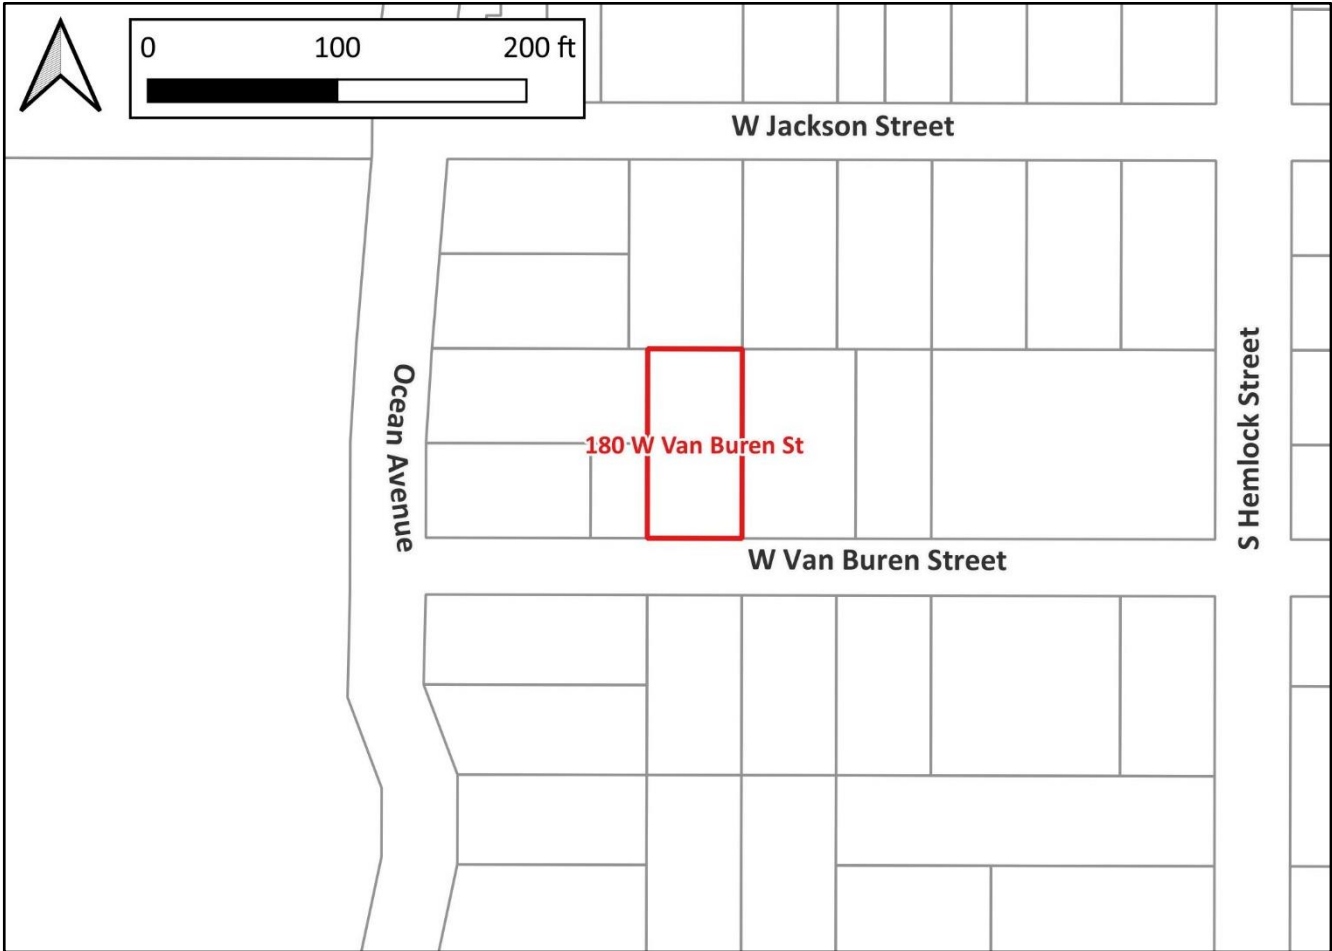 0 100 200 ft
W Jackson Street
Ocean Avenue
180 W Van Buren St
S Hemlock Street
W Van Buren Street